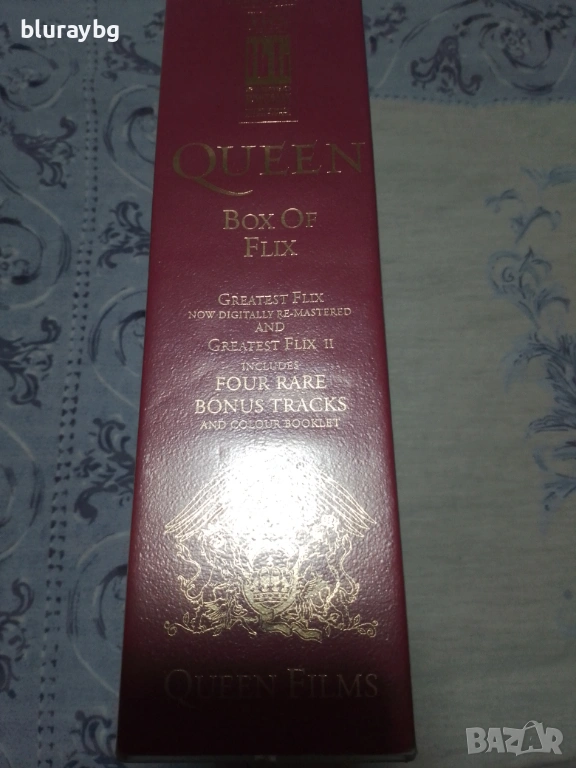 bluraybg
QUEEN
BOX OF
FLIX
GREATEST FLIX
NOW DIGITALLY RE-MASTERED
AND
GREATEST FLIX II
INCLUDES
FOUR RARE
BONUS TRACKS
AND COLOUR BOOKLET
QUEEN FILMS
BAZAR